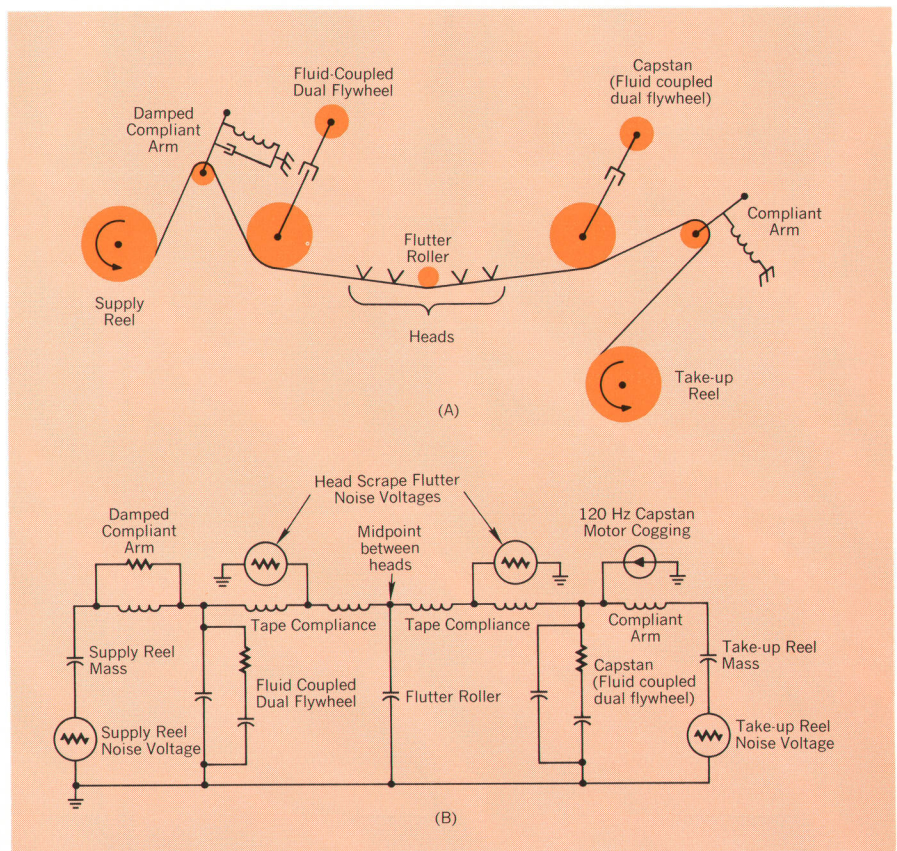 Fluid-Coupled
Dual Flywheel
Capstan
(Fluid coupled
dual flywheel)
Damped
Compliant
Arm
Compliant
Arm
Flutter
Roller
Supply
Reel
Heads
Take-up
Reel
(A)
Head Scrape Flutter
Noise Voltages
Damped
Compliant
Arm
Midpoint
between
heads
120 Hz Capstan
Motor Cogging
Tape Compliance
Tape Compliance
Compliant
Arm
Supply Reel
Mass
Take-up Reel
Mass
Fluid Coupled
Dual Flywheel
Flutter Roller
Capstan
(Fluid coupled
dual flywheel)
Supply Reel
Noise Voltage
Take-up Reel
Noise Voltage
(B)